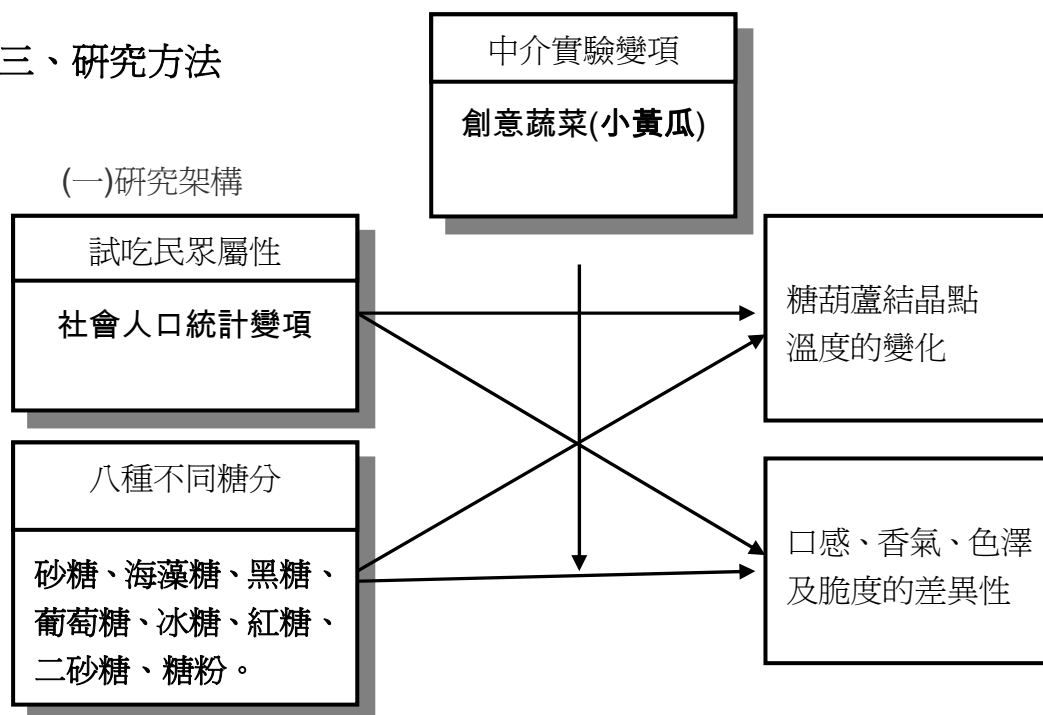 三、研究方法
中介實驗變項
創意蔬菜(小黃瓜)
(一)研究架構
試吃民眾屬性
社會人口統計變項
糖葫蘆結晶點
溫度的變化
八種不同糖分
砂糖、海藻糖、黑糖、
葡萄糖、冰糖、紅糖、
二砂糖、糖粉。
口感、香氣、色澤
及脆度的差異性